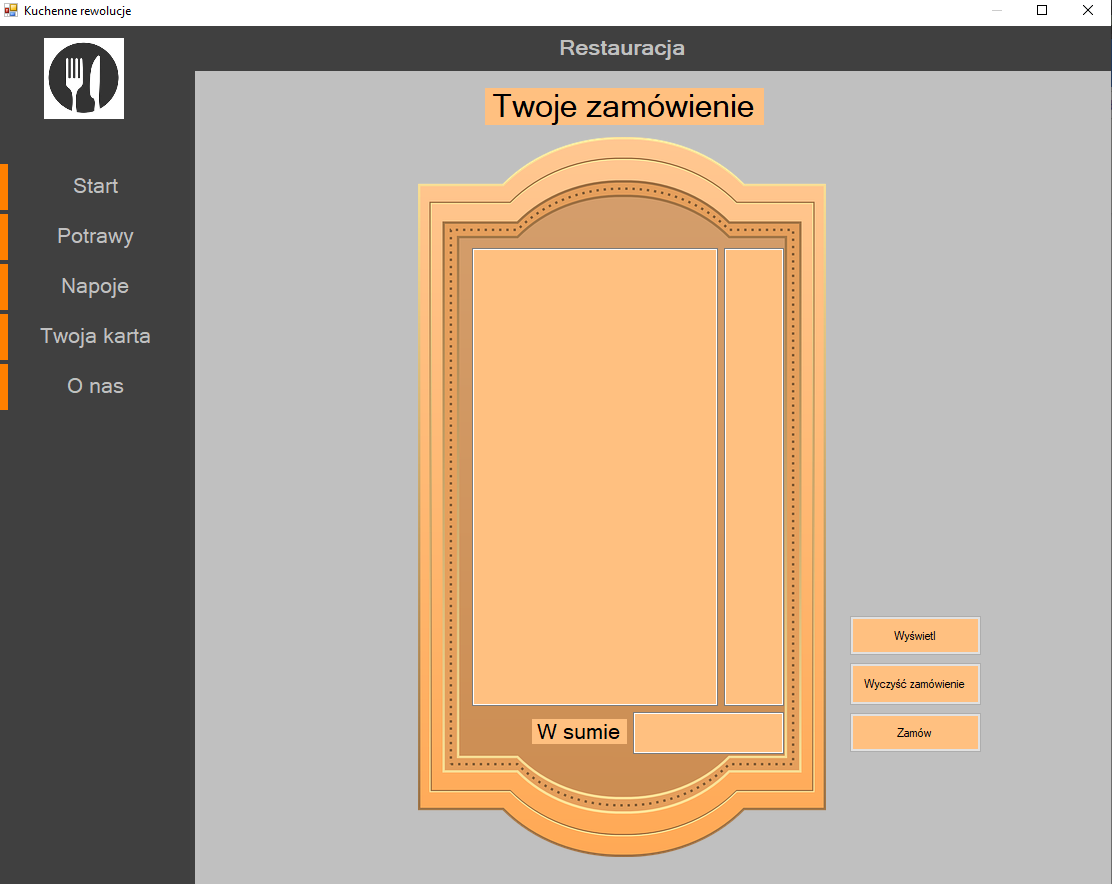 Kuchenne rewolucje
Restauracja
Start
Potrawy
Napoje
Twoja karta
O nas
Twoje zamówienie
W sumie
Wyświetl
Wyczyść zamówienie
Zamów